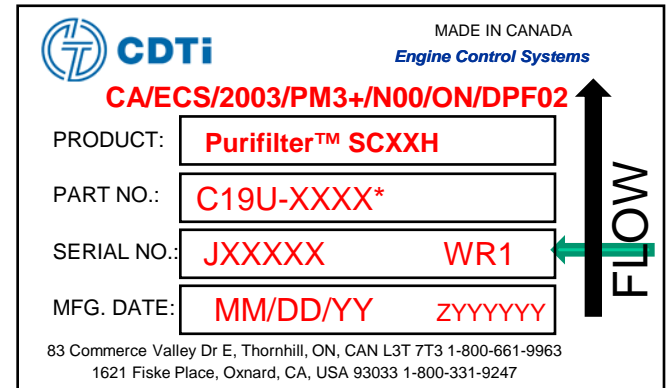 CDTi
MADE IN CANADA
Engine Control Systems
CA/ECS/2003/PM3+/N00/ON/DPF02
PRODUCT: Purifilter™ SCXXH
PART NO.: C19U-XXXX*
SERIAL NO.: JXXXXX WR1
MFG. DATE: MM/DD/YY ZYYYYYY
FLOW
83 Commerce Valley Dr E, Thornhill, ON, CAN L3T 7T3 1-800-661-9963
1621 Fiske Place, Oxnard, CA, USA 93033 1-800-331-9247